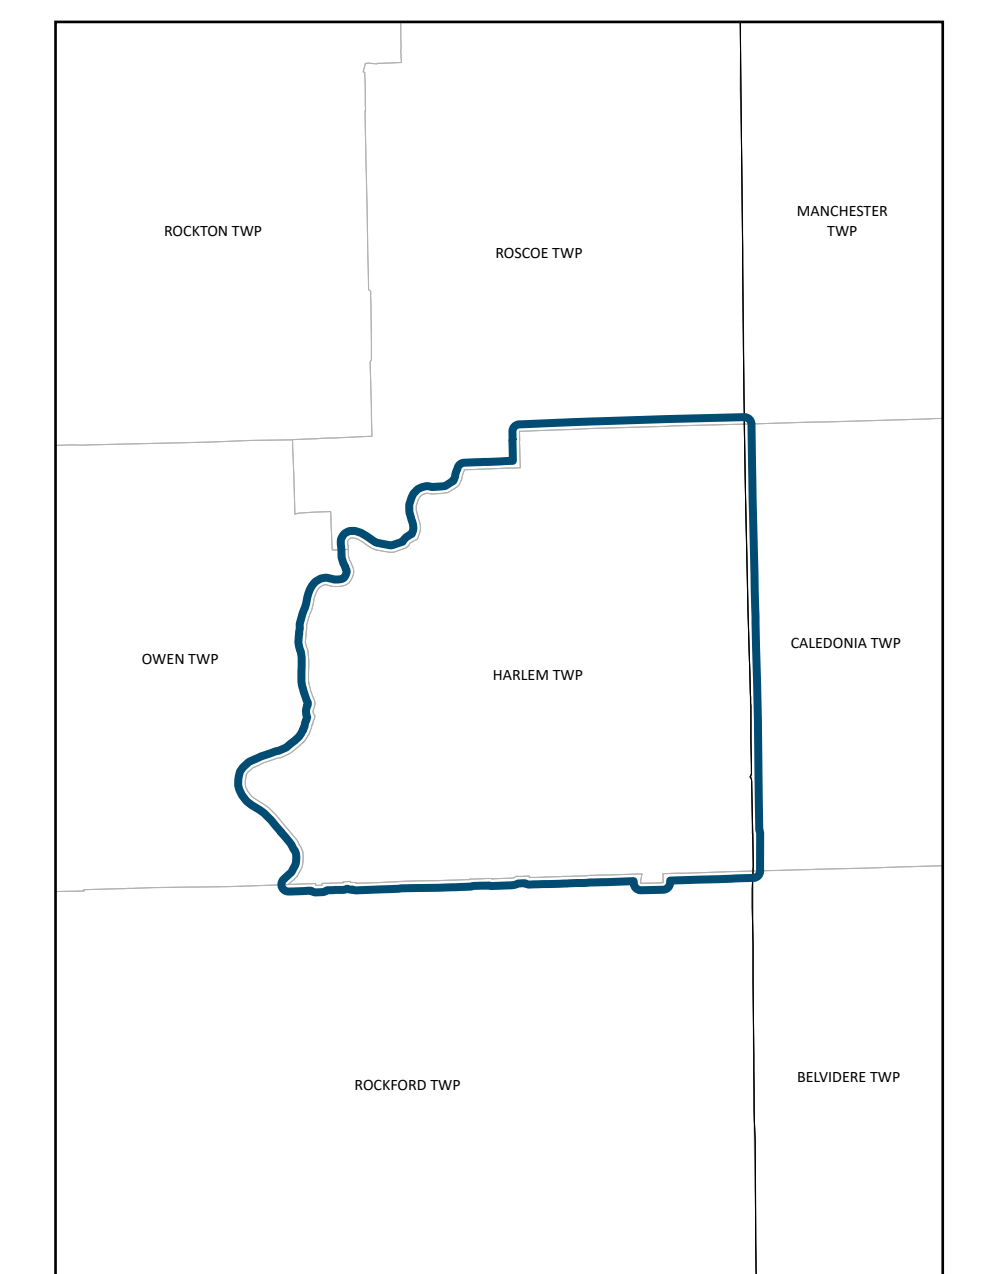 MANCHESTER
TWP
ROCKTON TWP
ROSCOE TWP
CALEDONIA TWP
OWEN TWP
HARLEM TWP
BELVIDERE TWP
ROCKFORD TWP